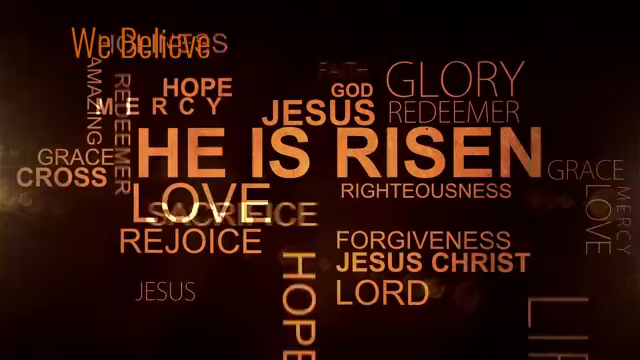 We Believe
HOLINESS
AMAZING
REDEEMER
HOPE
MERCY
GOD
JESUS
GLORY
REDEEMER
HE IS RISEN
GRACE
CROSS
GRACE
RIGHTEOUSNESS
LOVE
SACRIFICE
REJOICE
LOVE
MERCY
FORGIVENESS
JESUS CHRIST
LORD
JESUS
HOPE